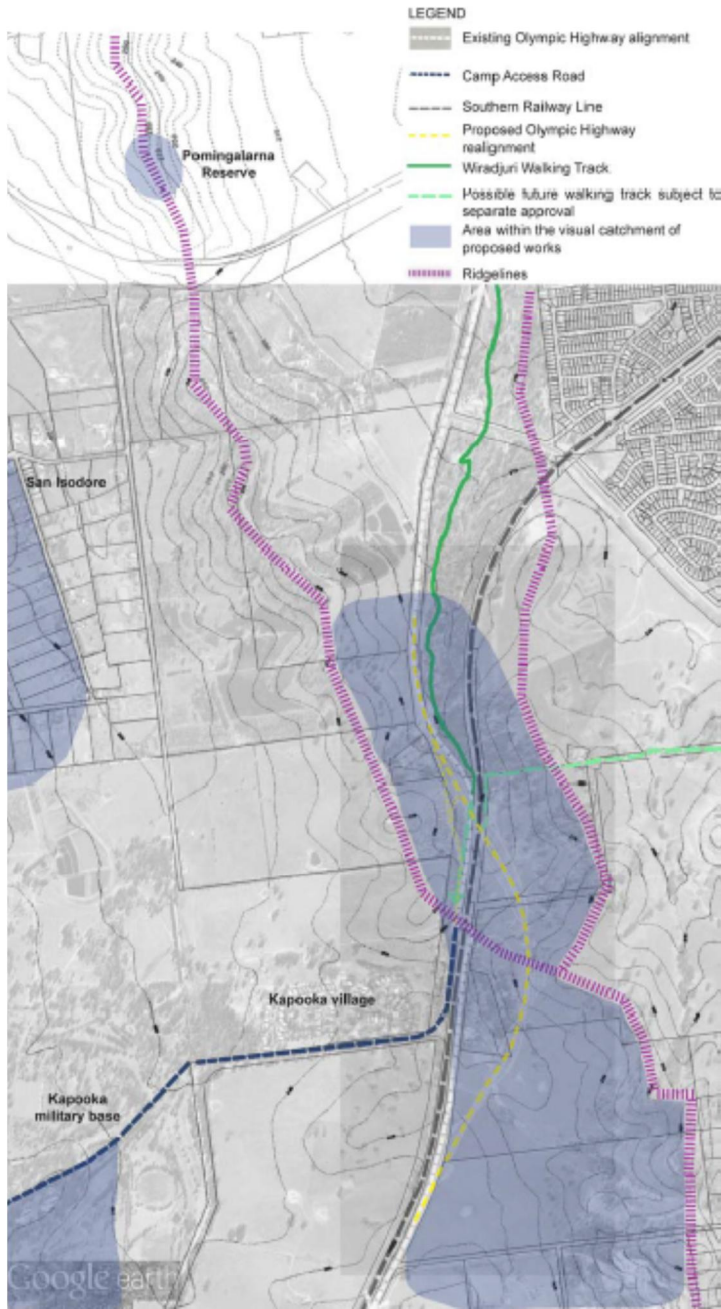 LEGEND
Existing Olympic Highway alignment
Camp Access Road
Southern Railway Line
Proposed Olympic Highway
realignment
Wiradjuri Walking Track
Possible future walking track subject to
separate approval
Area within the visual catchment of
proposed works
Ridgelines
Pomingalarna
Reserve
San Isodore
Kapooka village
Kapooka
military base
Google earth